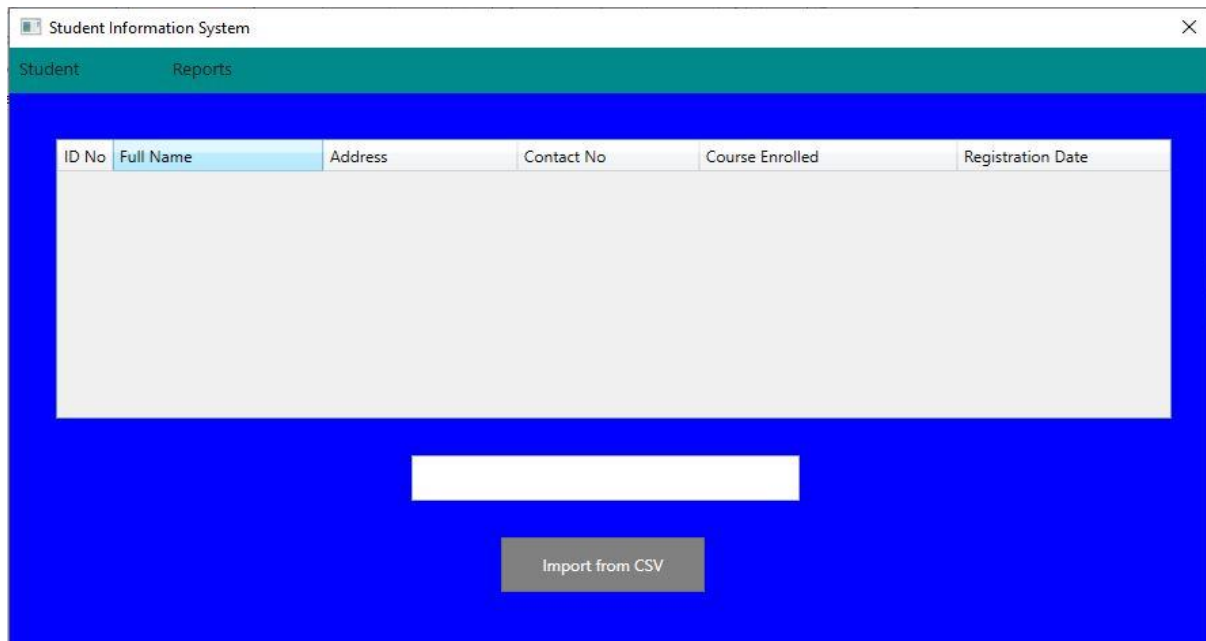 Student Information System
Student Reports
ID No Full Name Address Contact No Course Enrolled Registration Date
Import from CSV